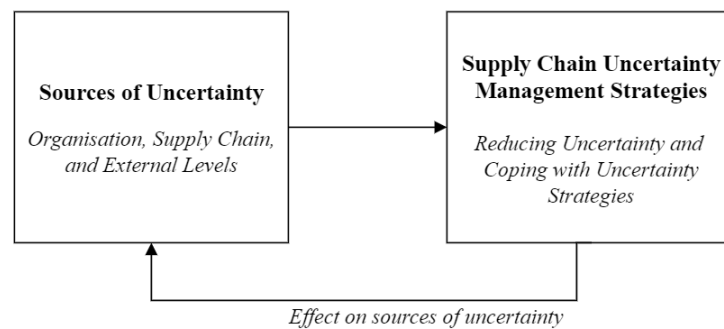 Sources of Uncertainty
Organisation, Supply Chain,
and External Levels
Supply Chain Uncertainty
Management Strategies
Reducing Uncertainty and
Coping with Uncertainty
Strategies
Effect on sources of uncertainty